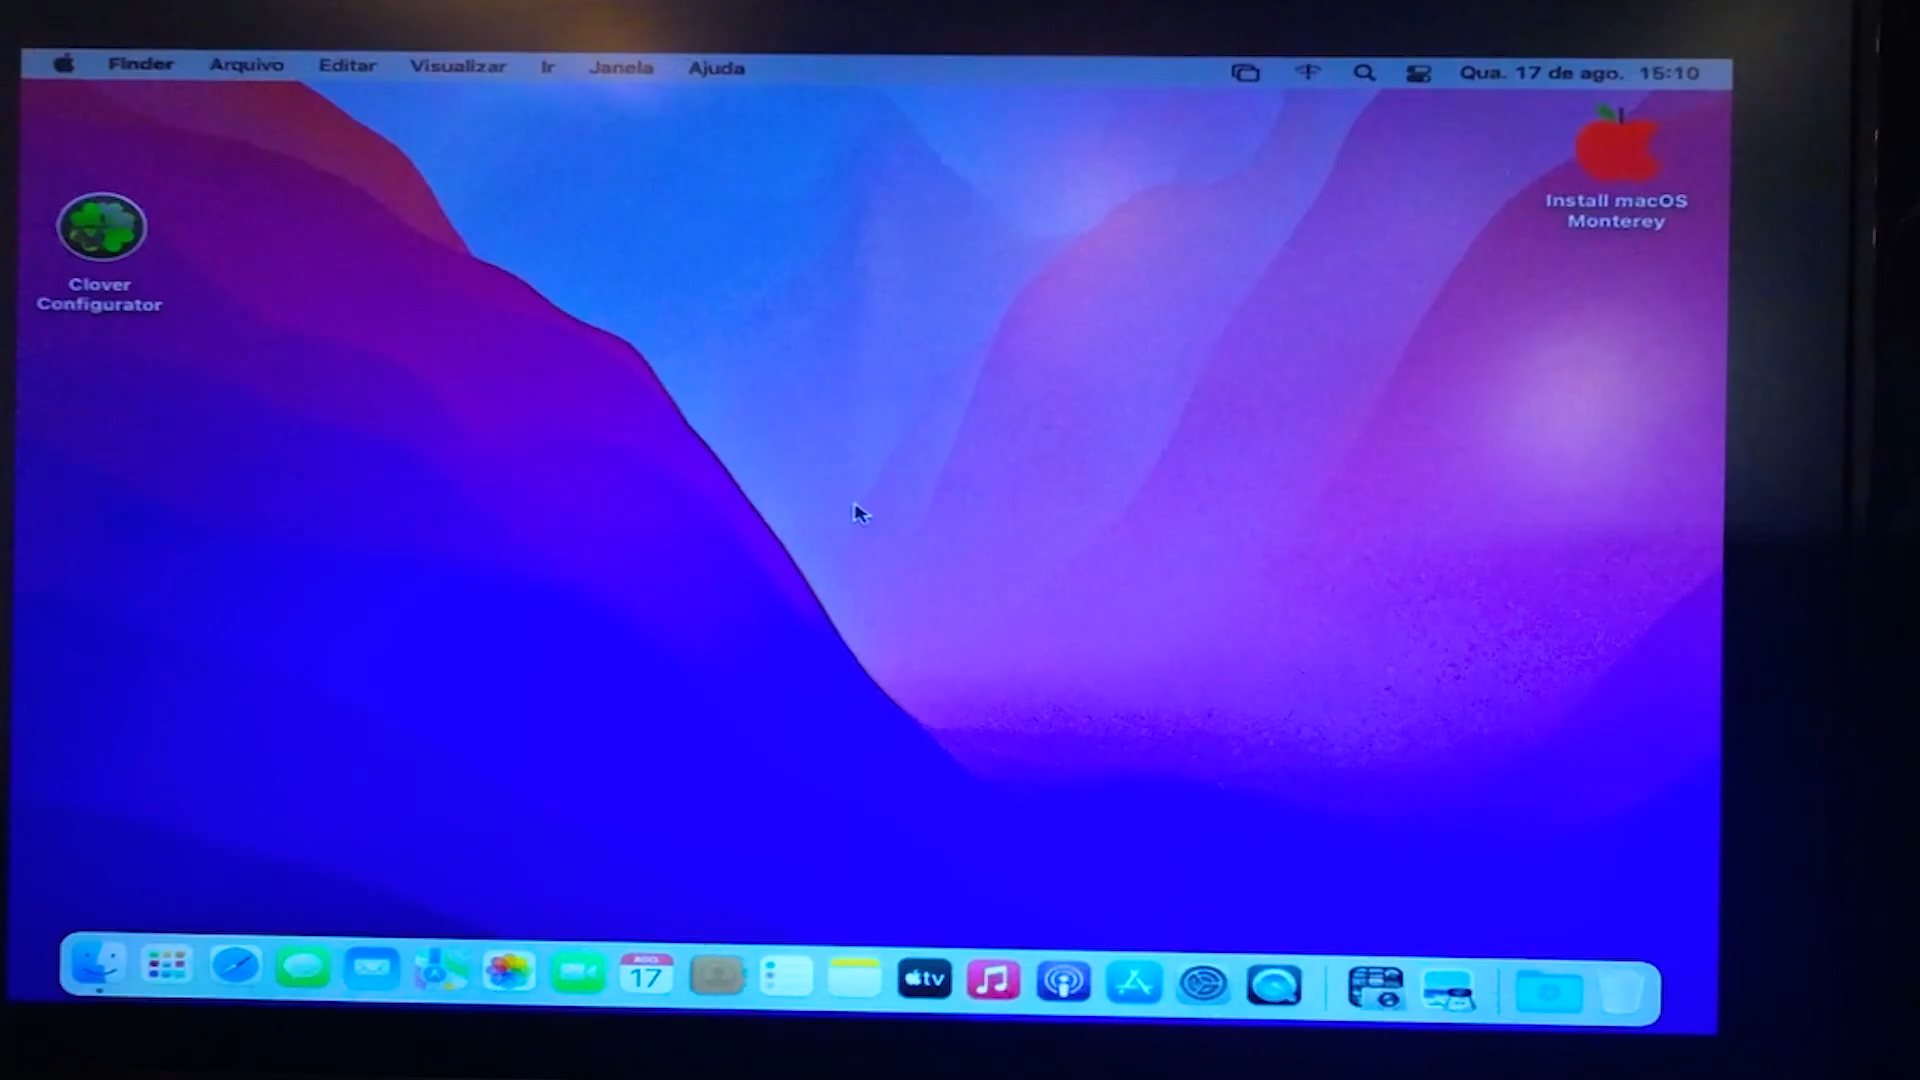 Finder Arquivo Editar Visualizar Ir Janela Ajuda Qua. 17 de ago. 15:10
Install macOS
Monterey
Clover
Configurator
AGO
17
tv